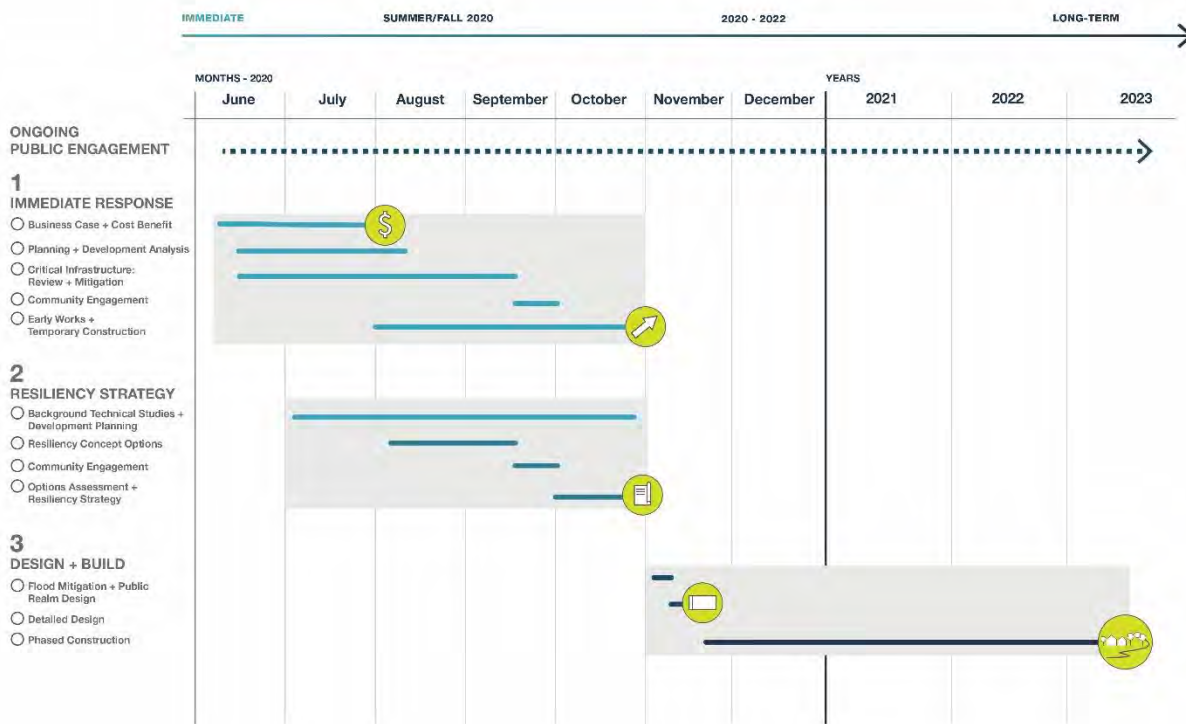 IMMEDIATE SUMMER/FALL 2020 2020 - 2022 LONG-TERM
MONTHS - 2020 YEARS
June July August September October November December 2021 2022 2023
ONGOING
PUBLIC ENGAGEMENT
1
IMMEDIATE RESPONSE
Business Case + Cost Benefit
$
Planning + Development Analysis
Critical Infrastructure:
Review + Mitigation
Community Engagement
Early Works +
Temporary Construction
2
RESILIENCY STRATEGY
Background Technical Studies +
Development Planning
Resiliency Concept Options
Community Engagement
Options Assessment +
Resiliency Strategy
3
DESIGN + BUILD
Flood Mitigation + Public
Realm Design
Detailed Design
Phased Construction